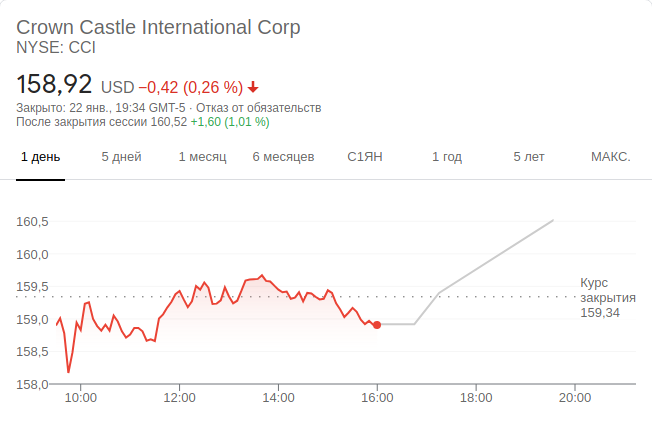 Crown Castle International Corp
NYSE: CCI
158,92 USD −0,42 (0,26 %)
Закрыто: 22 янв., 19:34 GMT-5 · Отказ от обязательств
После закрытия сессии 160,52 +1,60 (1,01 %)
1 день 5 дней 1 месяц 6 месяцев С1ЯН 1 год 5 лет МАКС.
160,5
160,0
159,5
Курс
закрытия
159,34
159,0
158,5
158,0
10:00 12:00 14:00 16:00 18:00 20:00